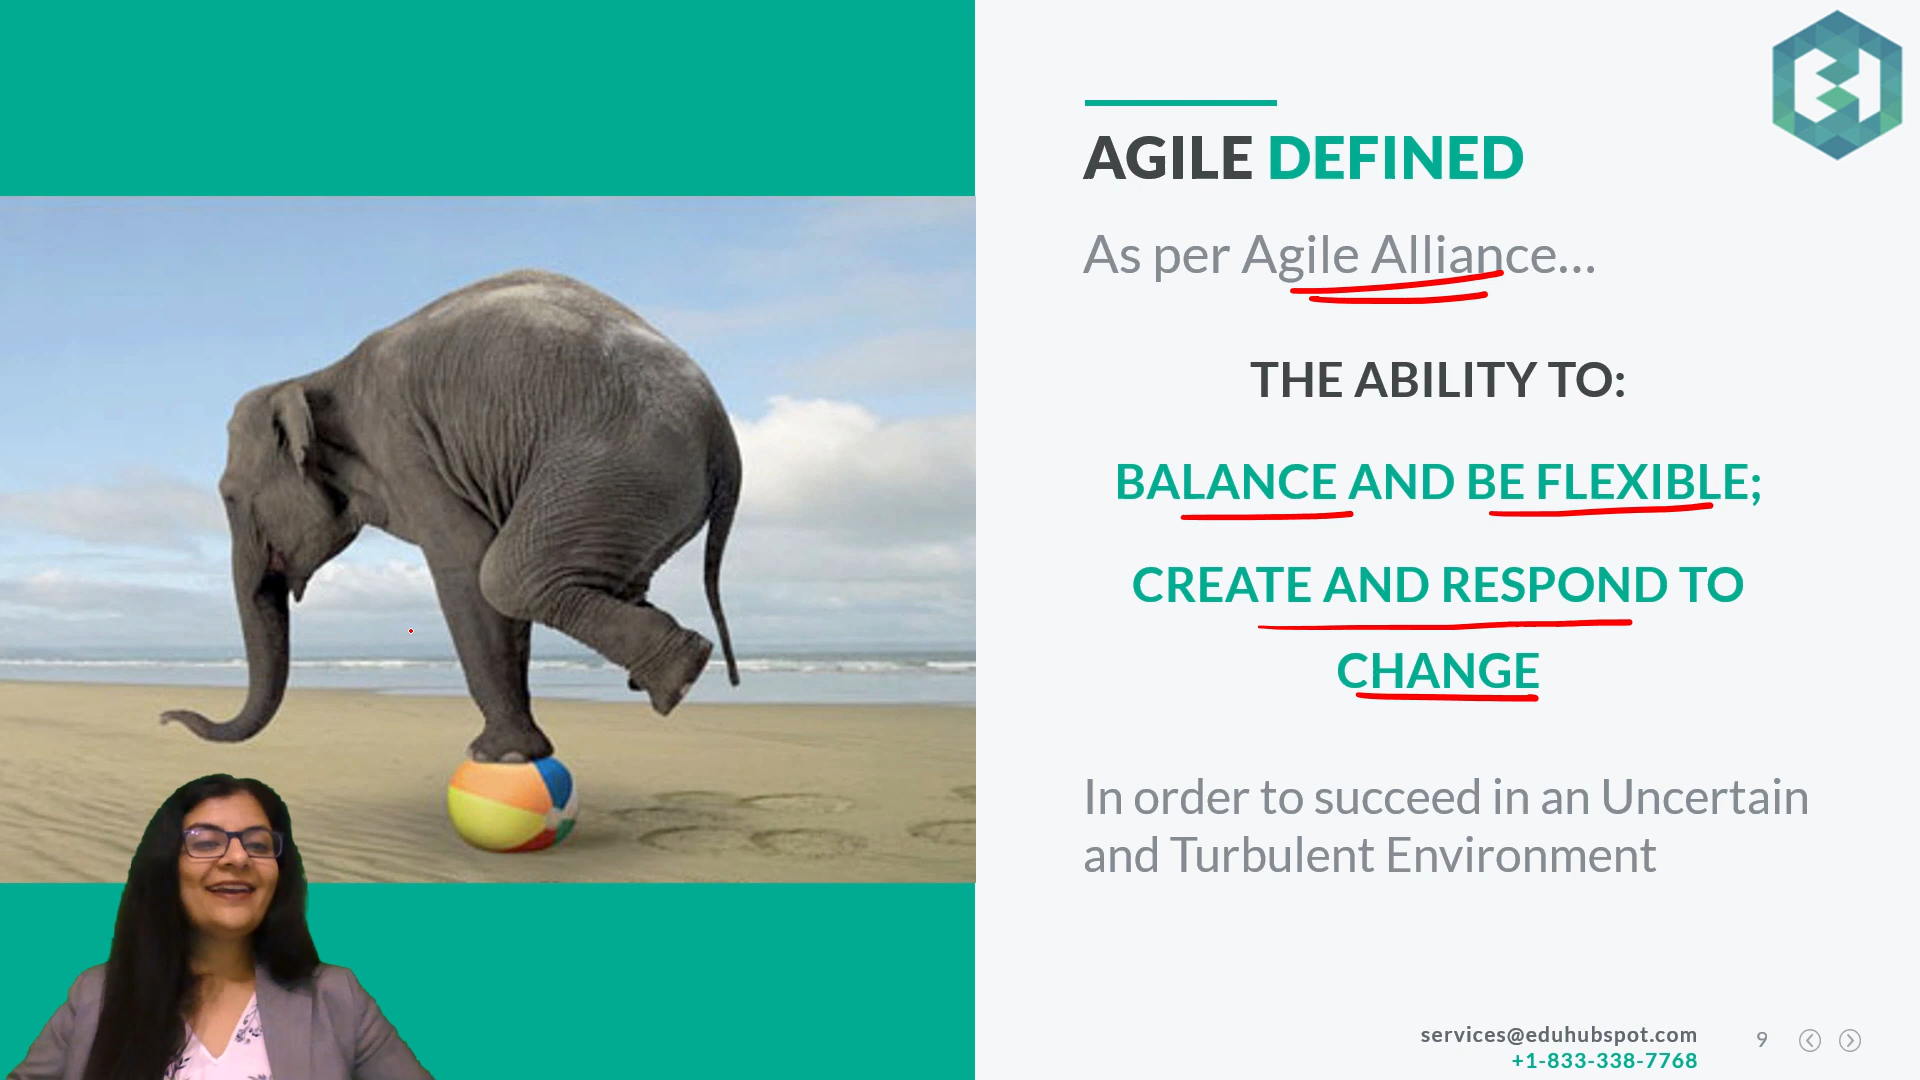 AGILE DEFINED
As per Agile Alliance...
THE ABILITY TO:
BALANCE AND BE FLEXIBLE;
CREATE AND RESPOND TO
CHANGE
In order to succeed in an Uncertain
and Turbulent Environment
services@eduhubspot.com
9
+1-833-338-7768